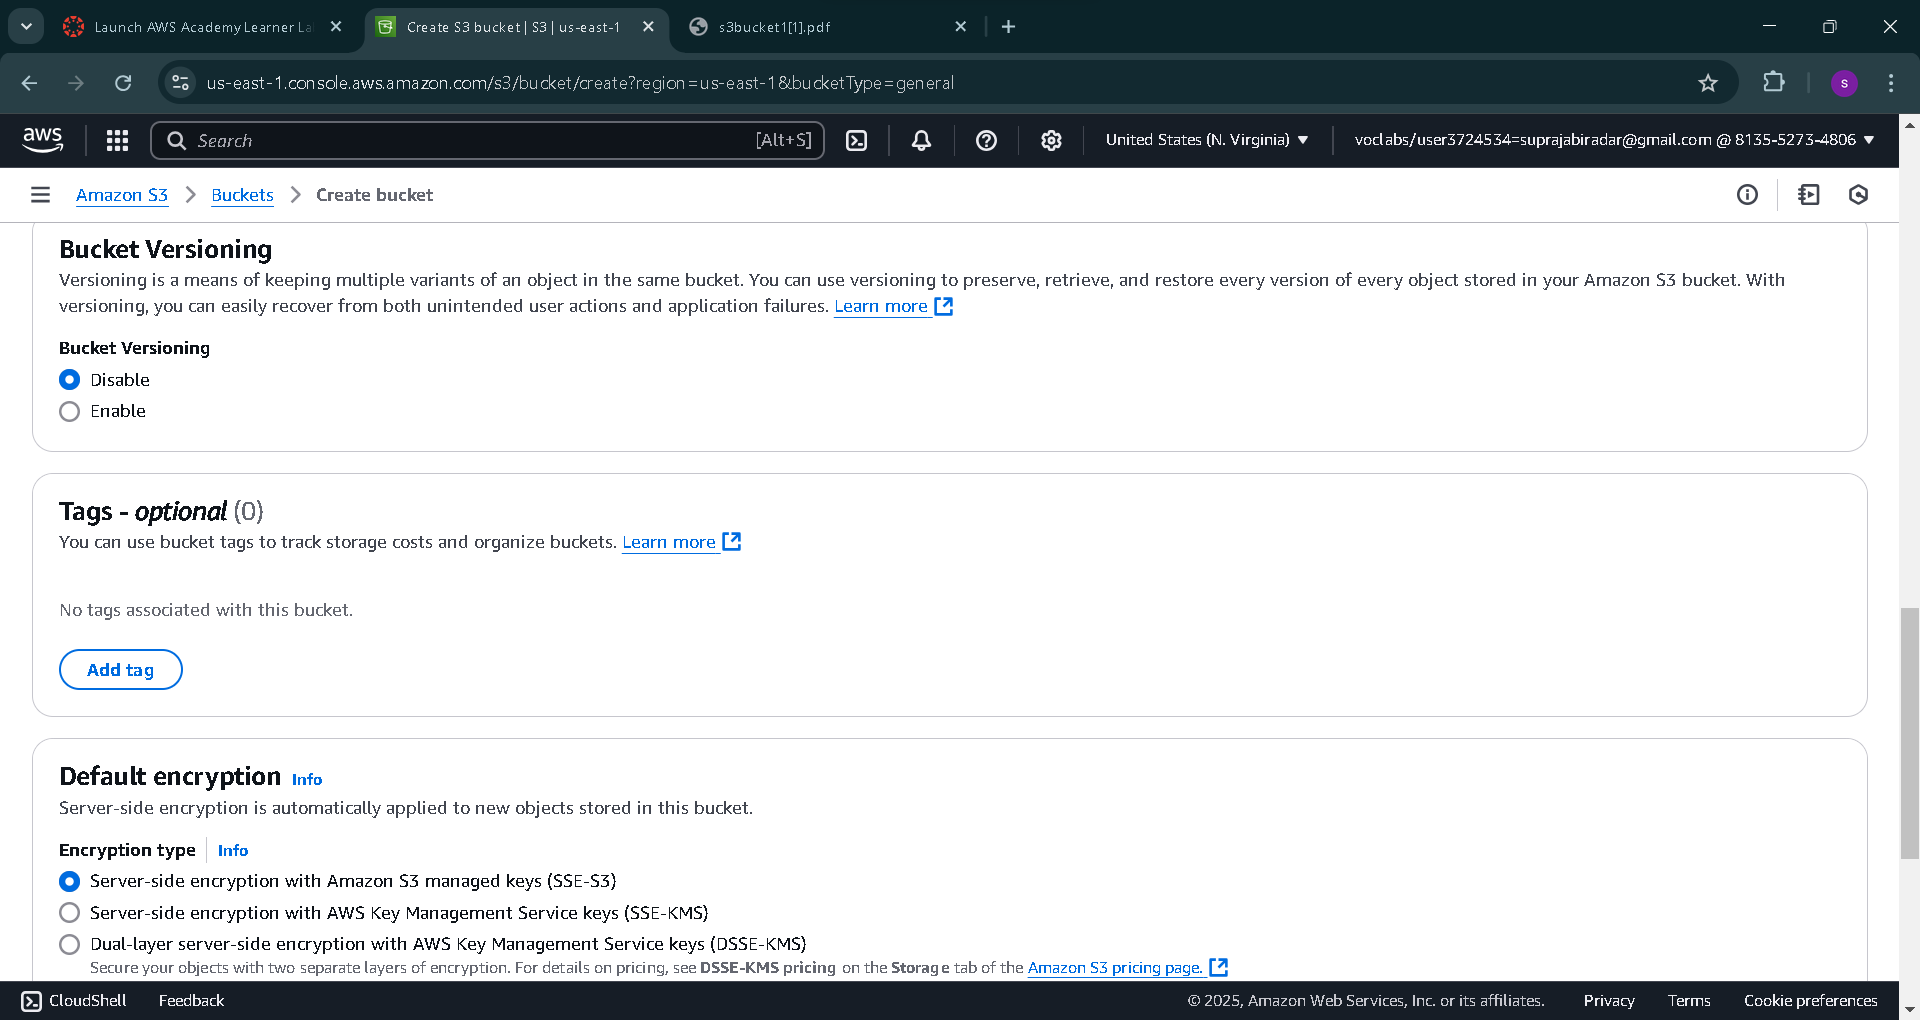 Launch AWS Academy Learner La
Create S3 bucket | S3 | us-east-1
s3bucket1[1].pdf
us-east-1.console.aws.amazon.com/s3/bucket/create?region=us-east-1&bucketType=general
s
aws
Search
[Alt+S]
United States (N. Virginia)
voclabs/user3724534=suprajabiradar@gmail.com @ 8135-5273-4806
Amazon S3
Buckets
Create bucket
Bucket Versioning
Versioning is a means of keeping multiple variants of an object in the same bucket. You can use versioning to preserve, retrieve, and restore every version of every object stored in your Amazon S3 bucket. With
versioning, you can easily recover from both unintended user actions and application failures. Learn more
Bucket Versioning
Disable
Enable
Tags - optional (0)
You can use bucket tags to track storage costs and organize buckets. Learn more
No tags associated with this bucket.
Add tag
Default encryption Info
Server-side encryption is automatically applied to new objects stored in this bucket.
Encryption type Info
Server-side encryption with Amazon S3 managed keys (SSE-S3)
Server-side encryption with AWS Key Management Service keys (SSE-KMS)
Dual-layer server-side encryption with AWS Key Management Service keys (DSSE-KMS)
Secure your objects with two separate layers of encryption. For details on pricing, see DSSE-KMS pricing on the Storage tab of the Amazon S3 pricing page.
CloudShell
Feedback
© 2025, Amazon Web Services, Inc. or its affiliates.
Privacy
Terms
Cookie preferences